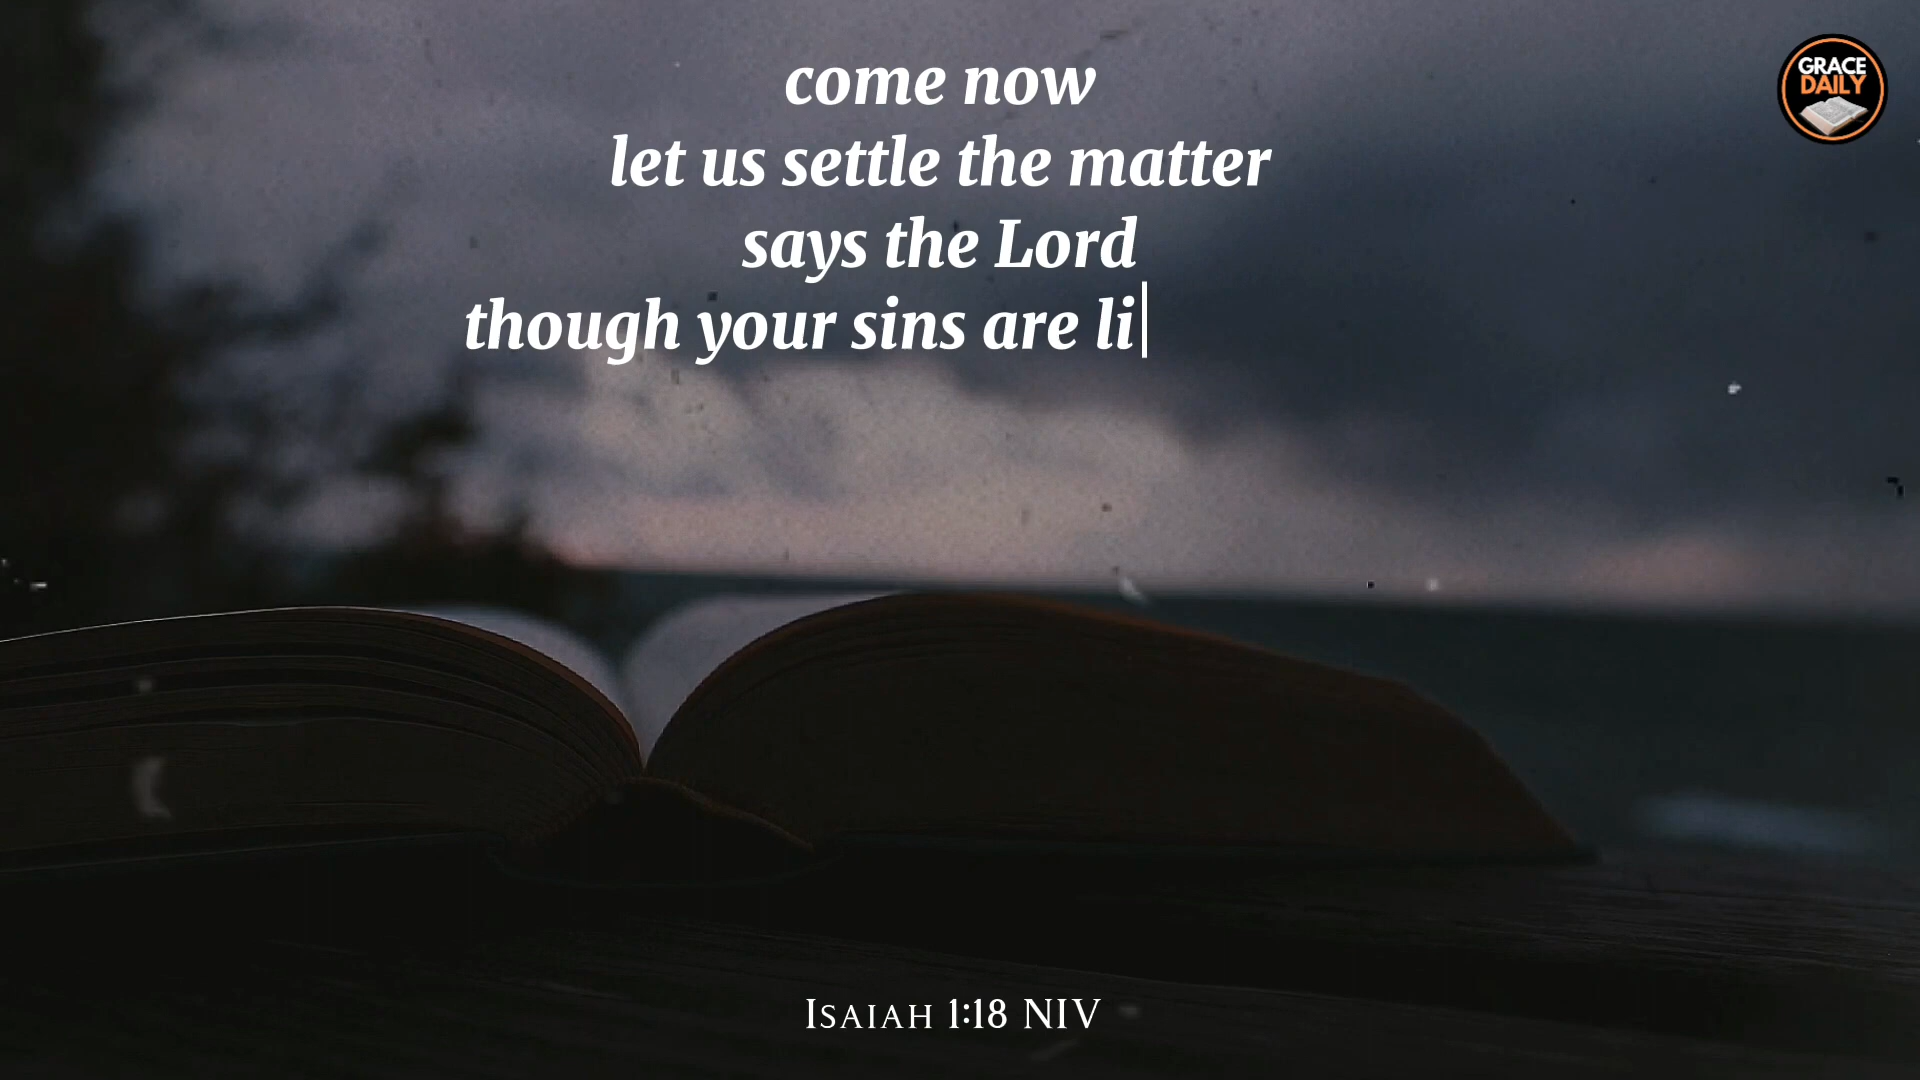 GRACE
DAILY
come now
let us settle the matter
says the Lord
though your sins are li
Isaiah 1:18 NIV